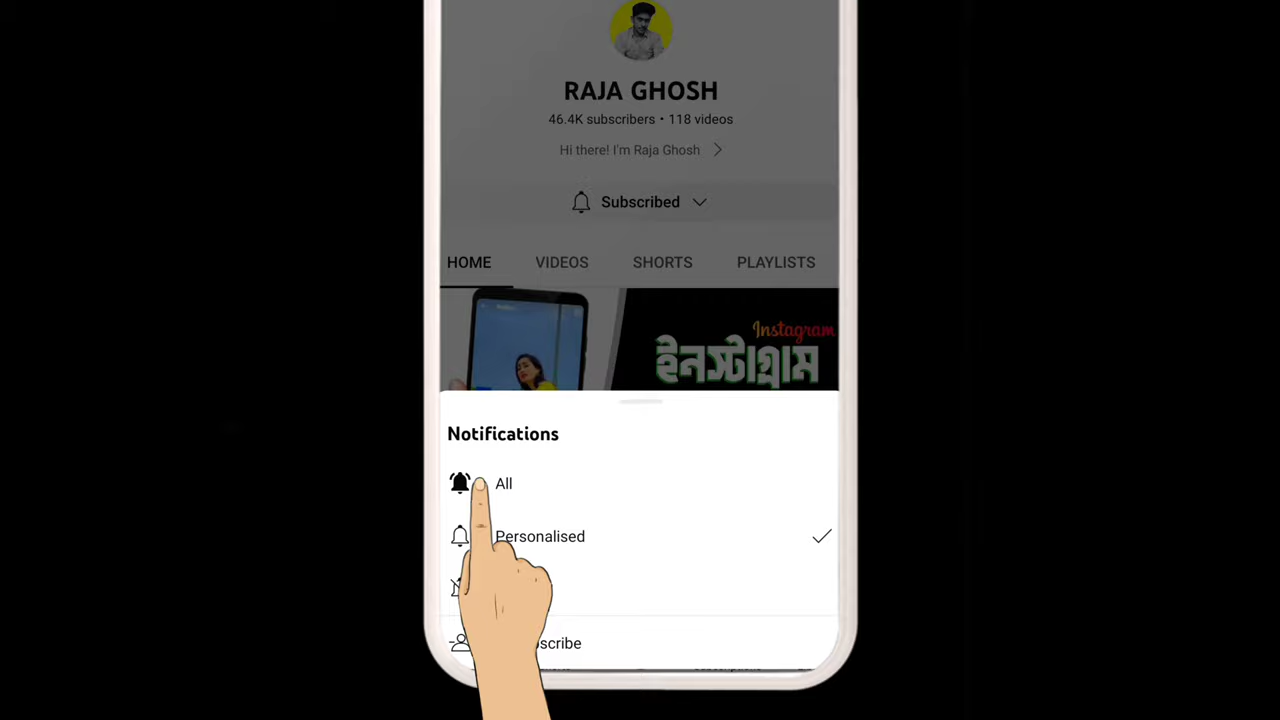 RAJA GHOSH
46.4K subscribers • 118 videos
Hi there! I'm Raja Ghosh
Subscribed
HOME VIDEOS SHORTS PLAYLISTS
Instagram
ইনস্টাগ্রাম
Notifications
All
Personalised